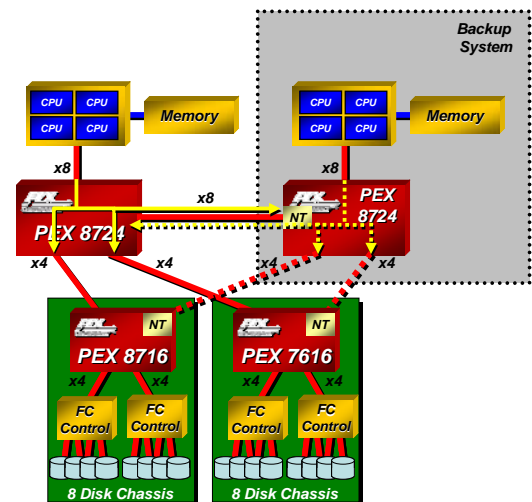 Backup
System
CPU CPU
CPU CPU
Memory
CPU CPU
CPU CPU
Memory
x8
x8
x8
PEX 8724
NT
PEX
8724
x4
x4
x4
x4
NT
PEX 8716
NT
PEX 7616
x4
x4
x4
x4
FC
Control
FC
Control
FC
Control
FC
Control
8 Disk Chassis
8 Disk Chassis